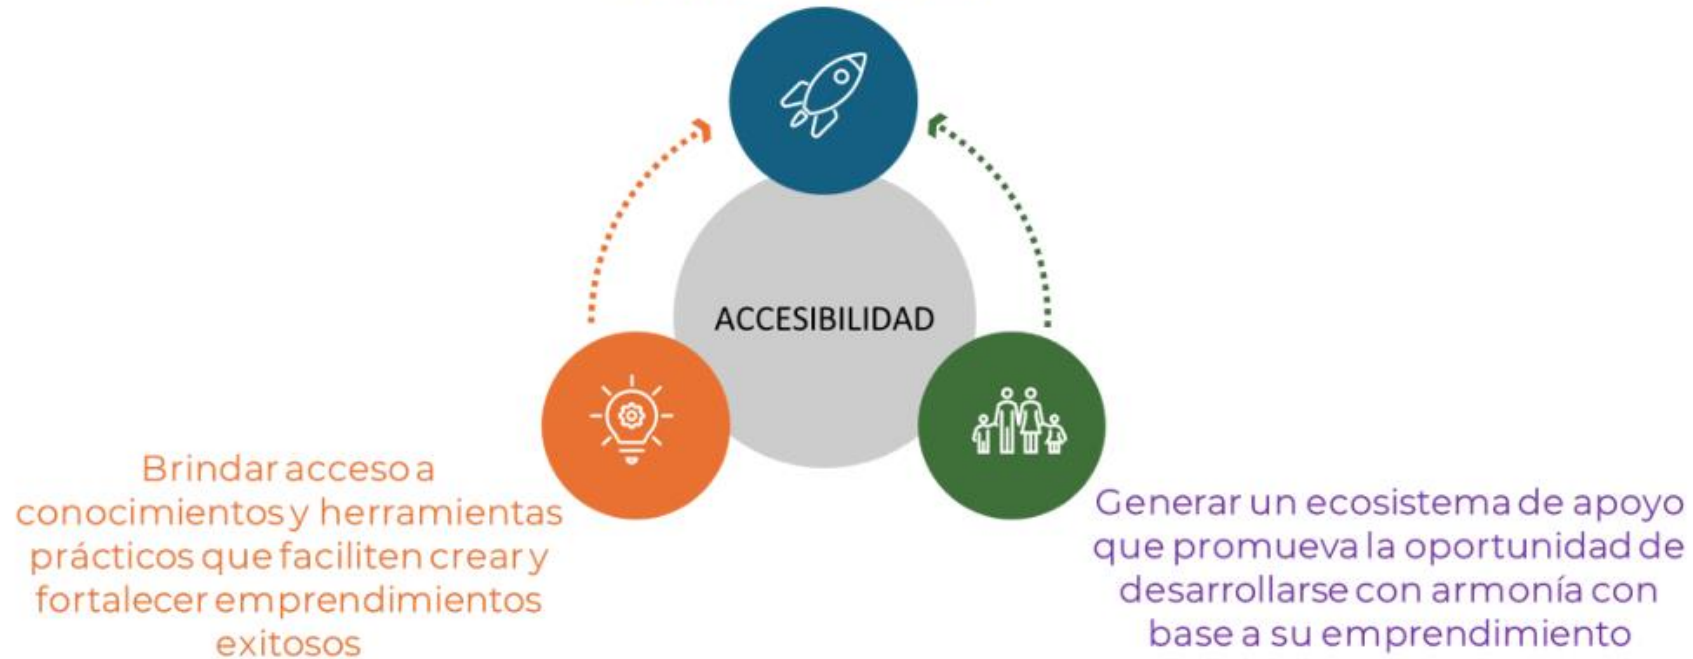 ACCESIBILIDAD
Brindar acceso a
conocimientos y herramientas
prácticos que faciliten crear y
fortalecer emprendimientos
exitosos
Generar un ecosistema de apoyo
que promueva la oportunidad de
desarrollarse con armonía con
base a su emprendimiento